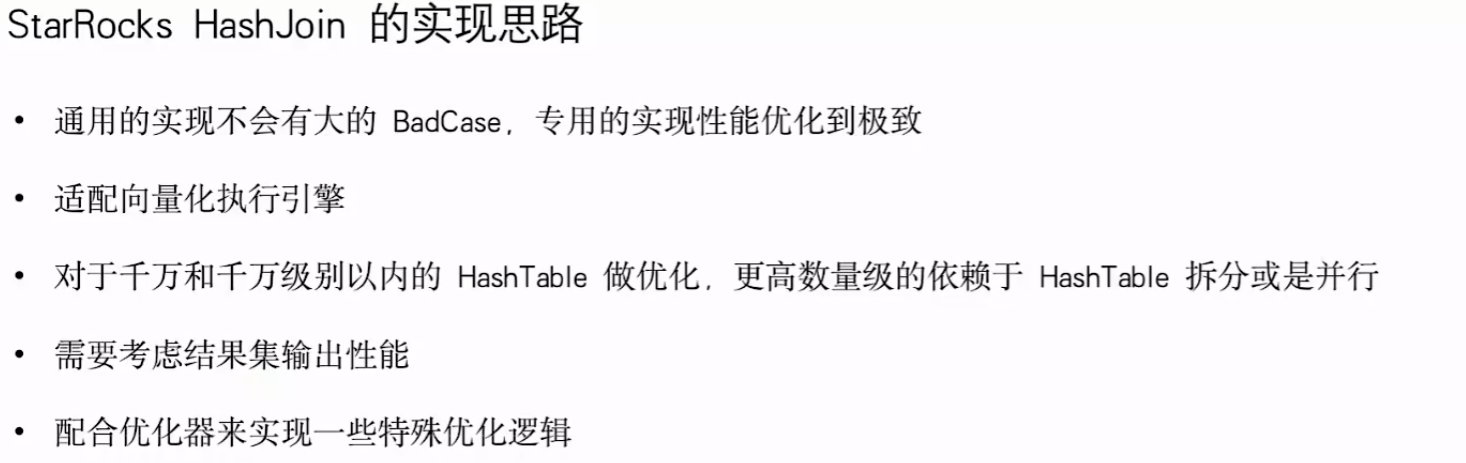 StarRocks HashJoin 的实现思路
• 通用的实现不会有大的 BadCase，专用的实现性能优化到极致
• 适配向量化执行引擎
• 对于千万和千万级别以内的 HashTable 做优化，更高数量级的依赖于 HashTable 拆分或是并行
• 需要考虑结果集输出性能
• 配合优化器来实现一些特殊优化逻辑